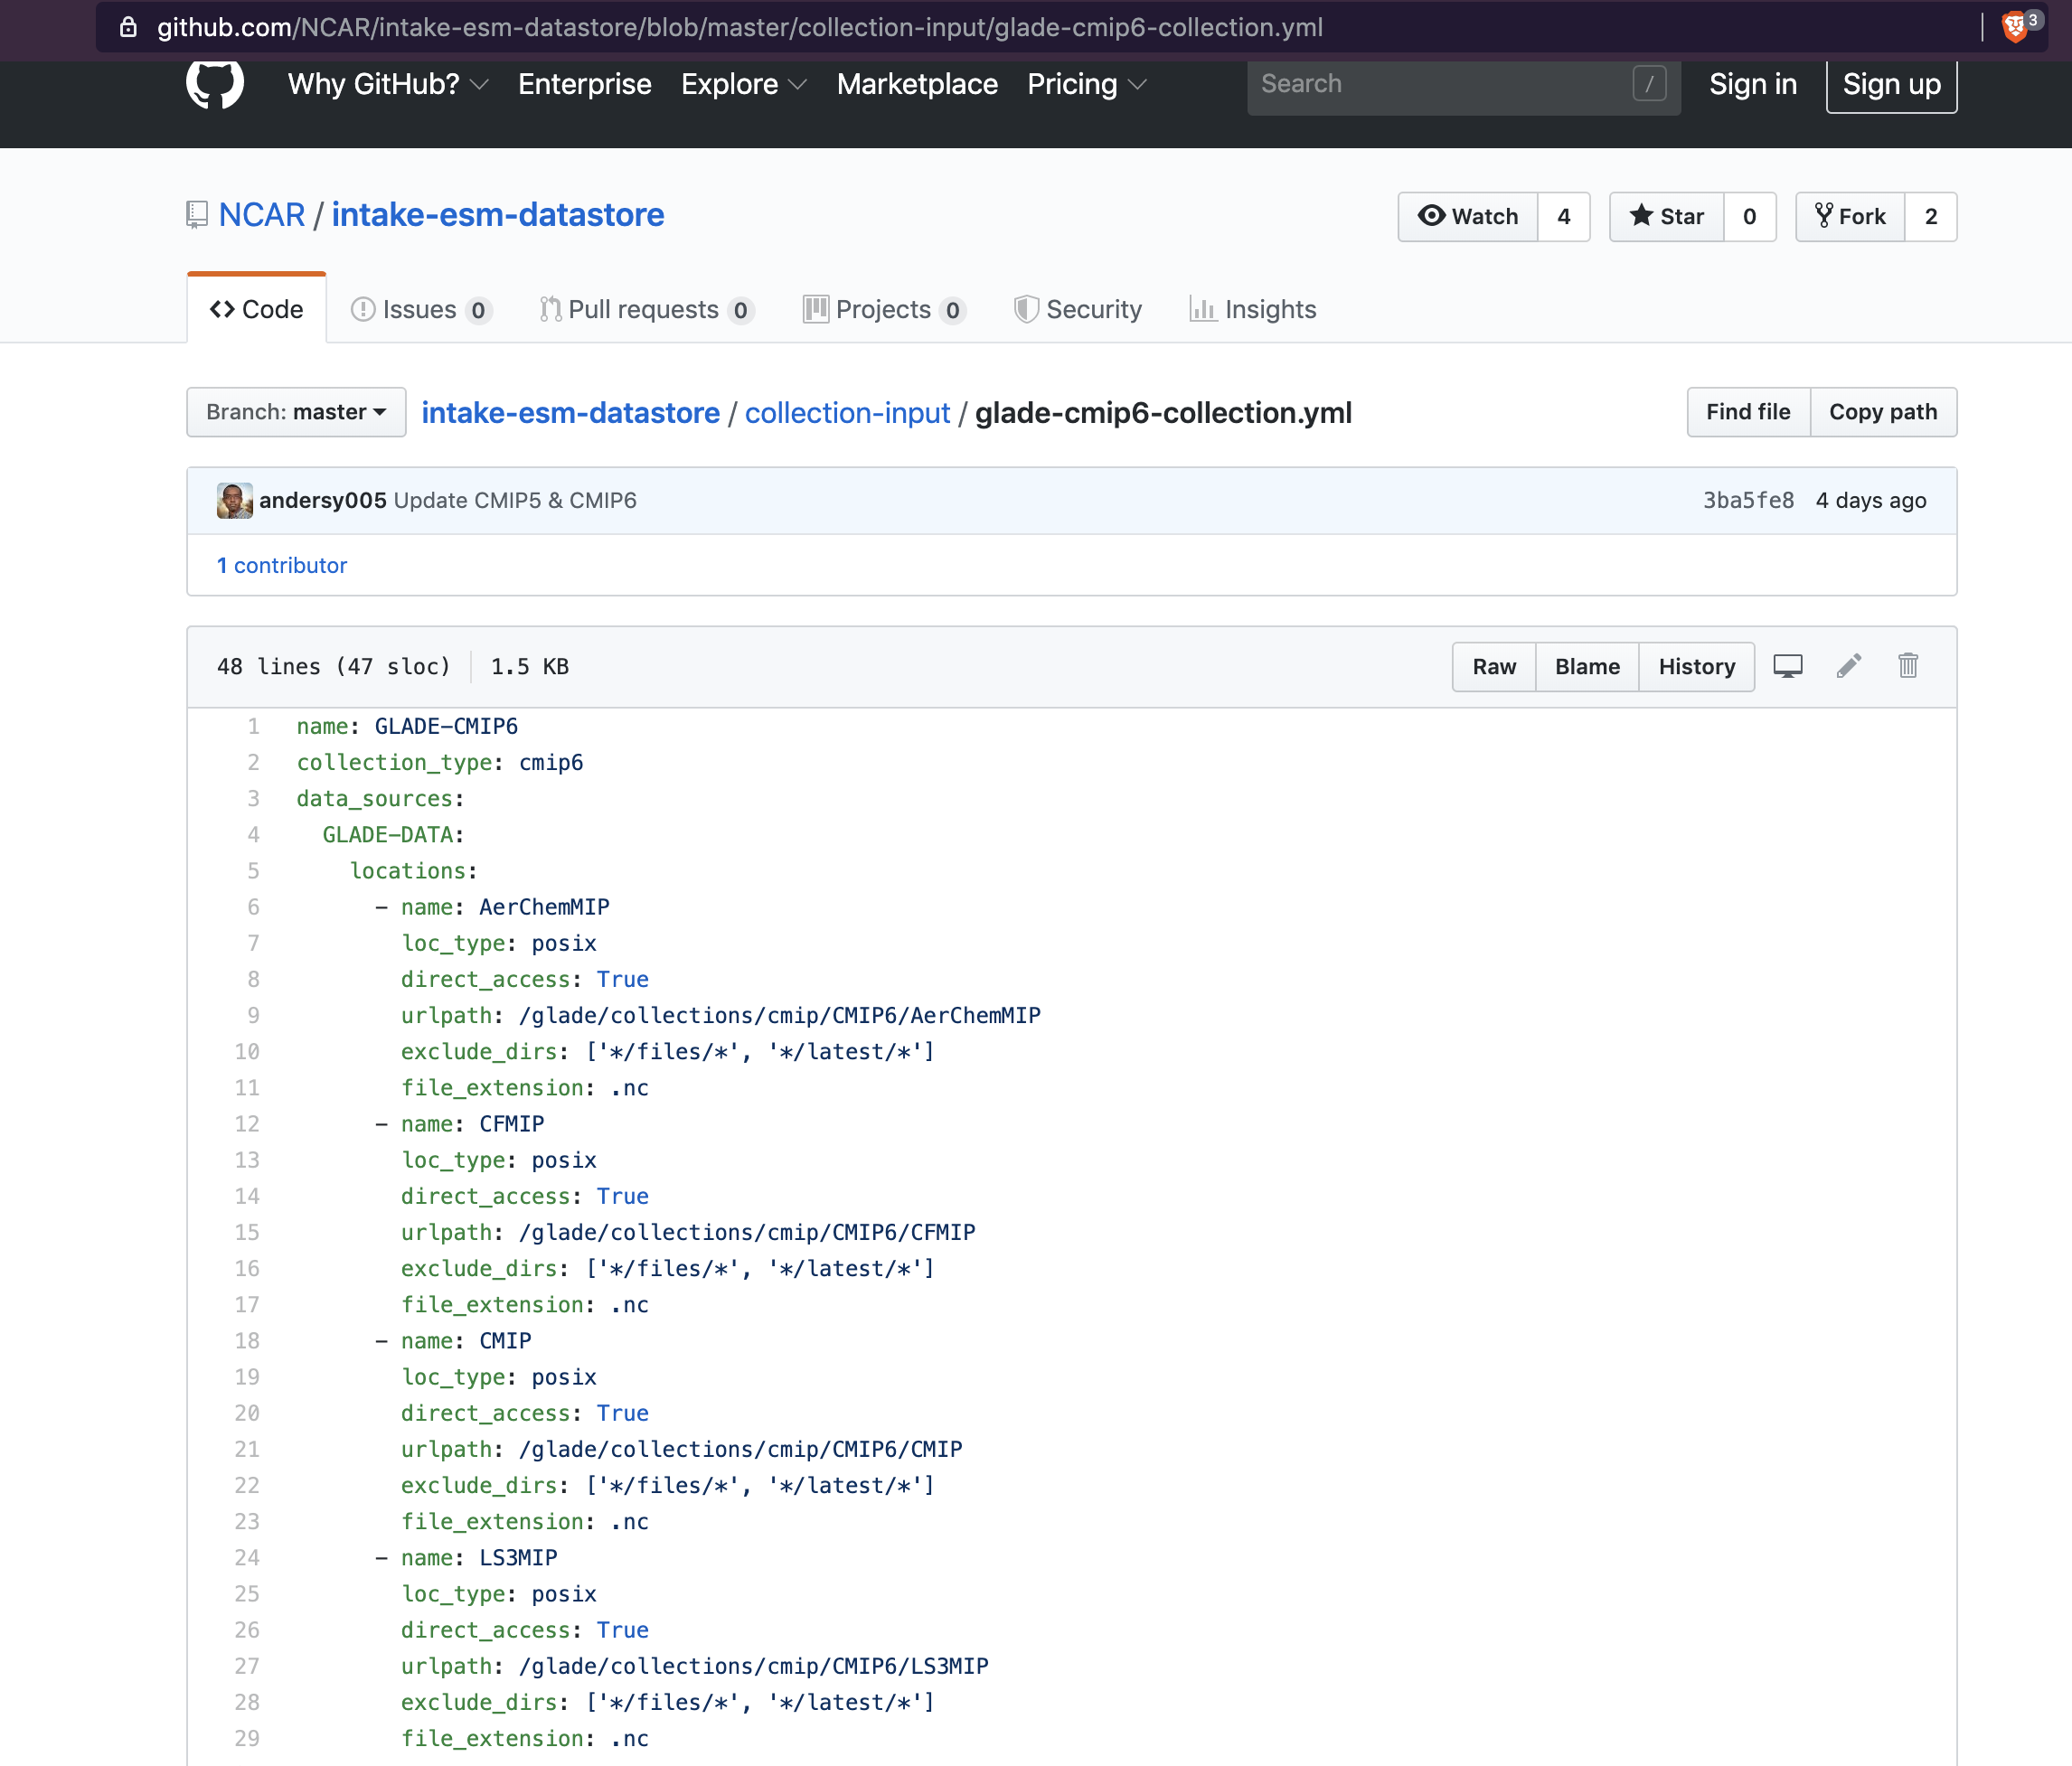 github.com/NCAR/intake-esm-datastore/blob/master/collection-input/glade-cmip6-collection.yml 3
Why GitHub? Enterprise Explore Marketplace Pricing Search / Sign in Sign up
NCAR / intake-esm-datastore Watch 4 Star 0 Fork 2
Code Issues 0 Pull requests 0 Projects 0 Security Insights
Branch: master intake-esm-datastore / collection-input / glade-cmip6-collection.yml Find file Copy path
andersy005 Update CMIP5 & CMIP6 3ba5fe8 4 days ago
1 contributor
48 lines (47 sloc) 1.5 KB Raw Blame History
1 name: GLADE-CMIP6
2 collection_type: cmip6
3 data_sources:
4 GLADE-DATA:
5 locations:
6 - name: AerChemMIP
7 loc_type: posix
8 direct_access: True
9 urlpath: /glade/collections/cmip/CMIP6/AerChemMIP
10 exclude_dirs: ['*/files/*', '*/latest/*']
11 file_extension: .nc
12 - name: CFMIP
13 loc_type: posix
14 direct_access: True
15 urlpath: /glade/collections/cmip/CMIP6/CFMIP
16 exclude_dirs: ['*/files/*', '*/latest/*']
17 file_extension: .nc
18 - name: CMIP
19 loc_type: posix
20 direct_access: True
21 urlpath: /glade/collections/cmip/CMIP6/CMIP
22 exclude_dirs: ['*/files/*', '*/latest/*']
23 file_extension: .nc
24 - name: LS3MIP
25 loc_type: posix
26 direct_access: True
27 urlpath: /glade/collections/cmip/CMIP6/LS3MIP
28 exclude_dirs: ['*/files/*', '*/latest/*']
29 file_extension: .nc